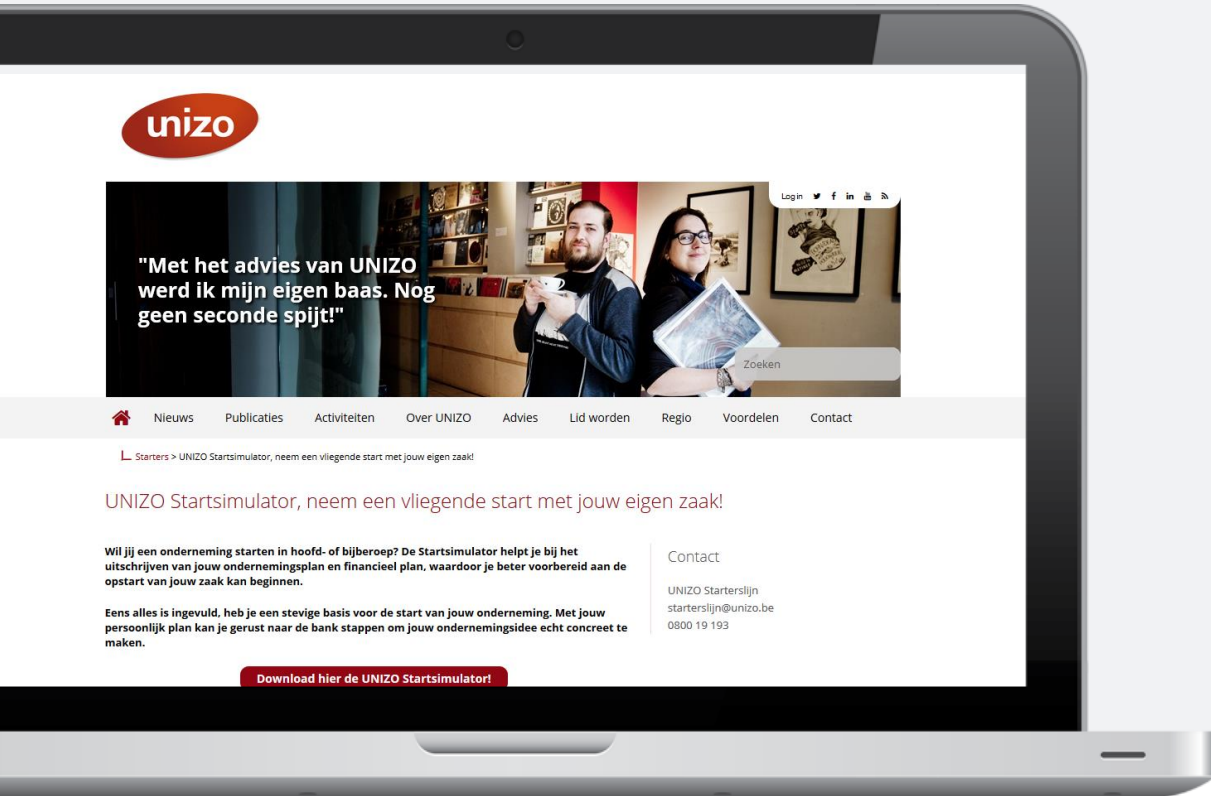 unizo
Login
"Met het advies van UNIZO
werd ik mijn eigen baas. Nog
geen seconde spijt!"
Zoeken
Nieuws Publicaties Activiteiten Over UNIZO Advies Lid worden Regio Voordelen Contact
Starters > UNIZO Startsimulator, neem een vliegende start met jouw eigen zaak!
UNIZO Startsimulator, neem een vliegende start met jouw eigen zaak!
Wil jij een onderneming starten in hoofd- of bijberoep? De Startsimulator helpt je bij het
uitschrijven van jouw ondernemingsplan en financieel plan, waardoor je beter voorbereid aan de
opstart van jouw zaak kan beginnen.
Eens alles is ingevuld, heb je een stevige basis voor de start van jouw onderneming. Met jouw
persoonlijk plan kan je gerust naar de bank stappen om jouw ondernemingsidee echt concreet te
maken.
Download hier de UNIZO Startsimulator!
Contact
UNIZO Starterslijn
starterslijn@unizo.be
0800 19 193